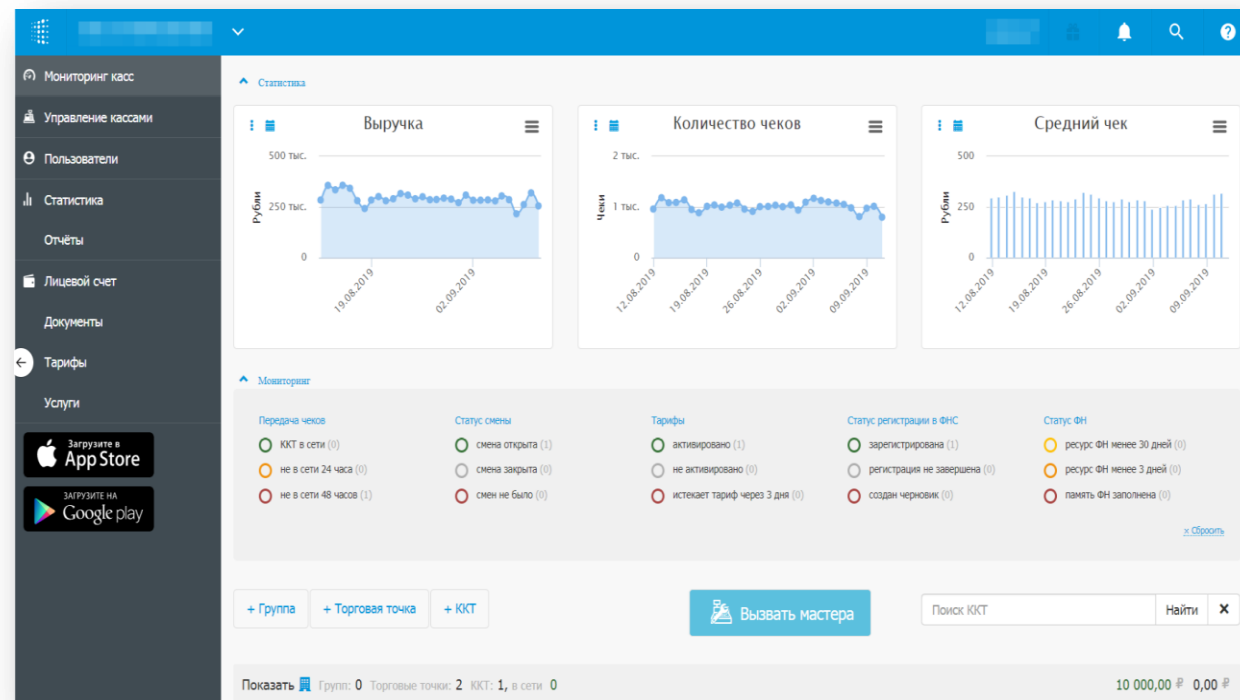 Мониторинг касс
Управление кассами
Пользователи
Статистика
Отчёты
Лицевой счет
Документы
Тарифы
Услуги
Загрузите в
App Store
ЗАГРУЗИТЕ НА
Google play
Статистика
Выручка
500 тыс.
250 тыс.
0
Рубли
19.08.2019
02.09.2019
Количество чеков
2 тыс.
1 тыс.
0
Чеки
12.08.2019
19.08.2019
26.08.2019
02.09.2019
09.09.2019
Средний чек
500
250
0
Рубли
12.08.2019
19.08.2019
26.08.2019
02.09.2019
09.09.2019
Мониторинг
Передача чеков
ККТ в сети (0)
не в сети 24 часа (0)
не в сети 48 часов (1)
Статус смены
смена открыта (1)
смена закрыта (0)
смен не было (0)
Тарифы
активировано (1)
не активировано (0)
истекает тариф через 3 дня (0)
Статус регистрации в ФНС
зарегистрирована (1)
регистрация не завершена (0)
создан черновик (0)
Статус ФН
ресурс ФН менее 30 дней (0)
ресурс ФН менее 3 дней (0)
память ФН заполнена (0)
× Сбросить
+ Группа
+ Торговая точка
+ ККТ
Вызвать мастера
Поиск ККТ
Найти
×
Показать Групп: 0 Торговые точки: 2 ККТ: 1, в сети 0
10 000,00 ₽ 0,00 ₽